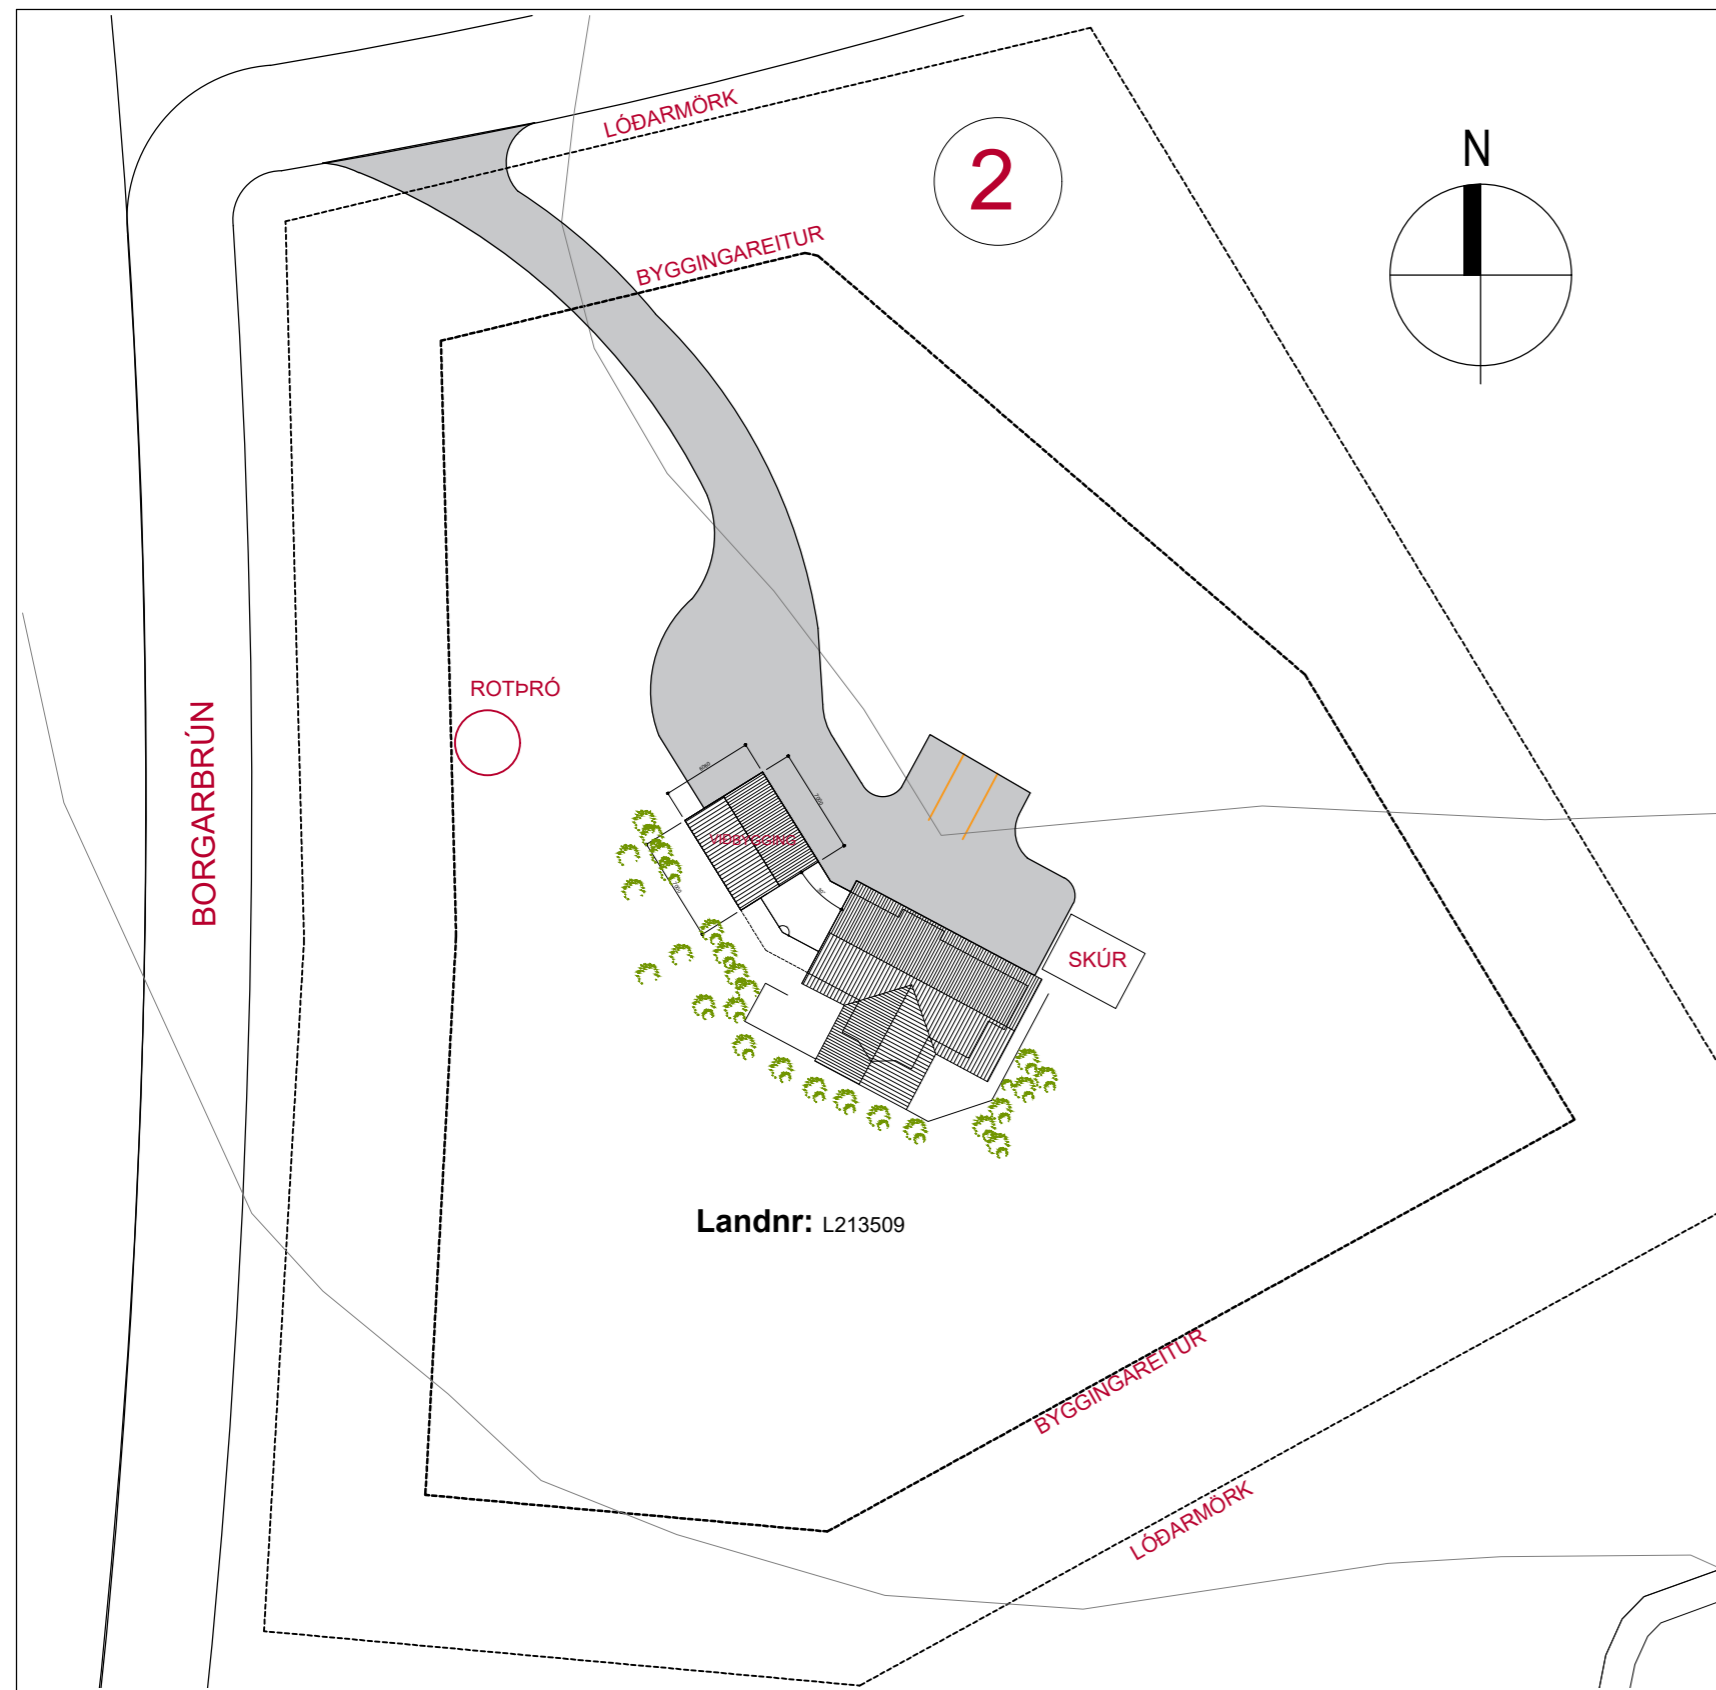 LÓÐARMÖRK
N
2
BYGGINGAREITUR
ROTÞRÓ
BORGARBRÚN
VIÐBYGGING
SKÚR
Landnr: L213509
BYGGINGAREITUR
LÓÐARMÖRK